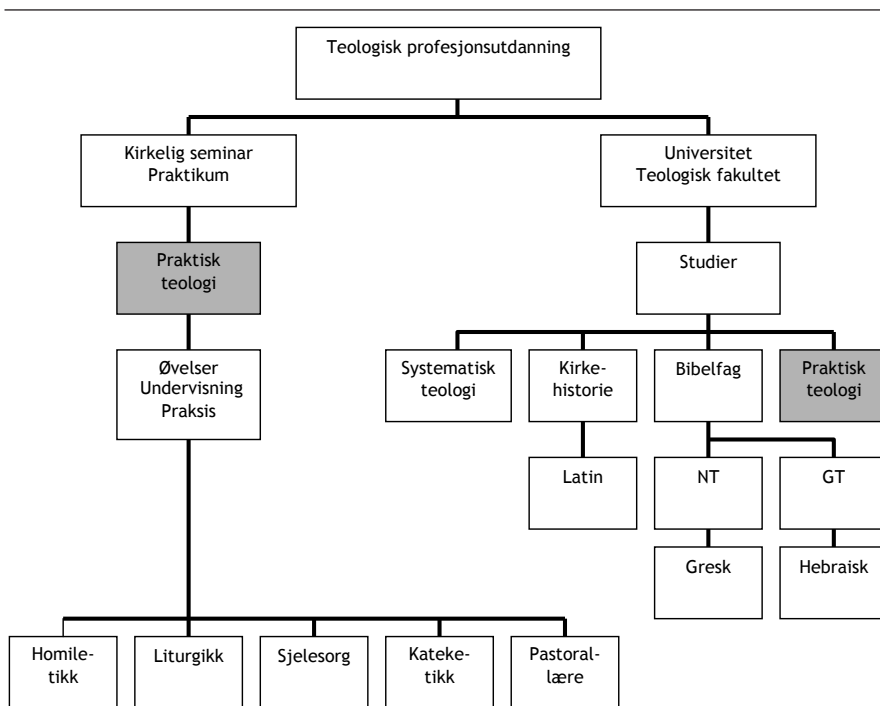 Teologisk profesjonsutdanning
Kirkelig seminar
Praktikum
Universitet
Teologisk fakultet
Praktisk
teologi
Studier
Øvelser
Undervisning
Praksis
Systematisk
teologi
Kirke-
historie
Bibelfag
Praktisk
teologi
Latin
NT
GT
Gresk
Hebraisk
Homile-
tikk
Liturgikk
Sjelesorg
Kateke-
tikk
Pastoral-
lære